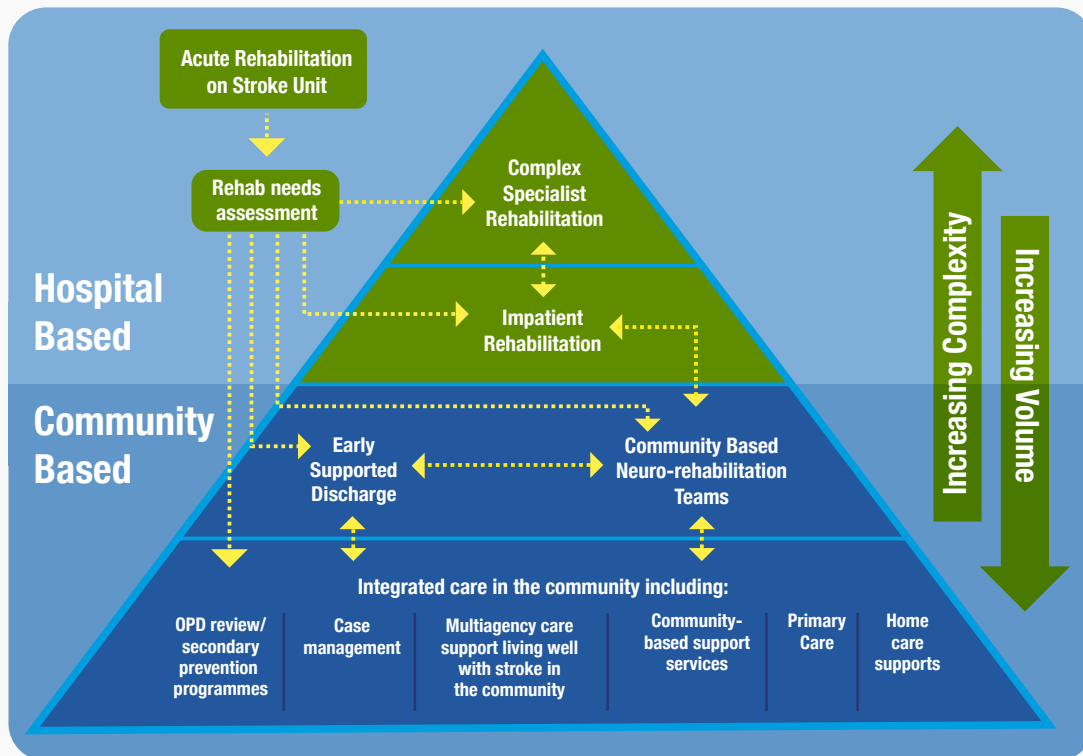 Acute Rehabilitation
on Stroke Unit
Rehab needs
assessment
Complex
Specialist
Rehabilitation
Hospital
Based
Impatient
Rehabilitation
Community
Based
Early
Supported
Discharge
Community Based
Neuro-rehabilitation
Teams
Integrated care in the community including:
OPD review/
secondary
prevention
programmes
Case
management
Multiagency care
support living well
with stroke in
the community
Community-
based support
services
Primary
Care
Home
care
supports
Increasing Complexity
Increasing Volume